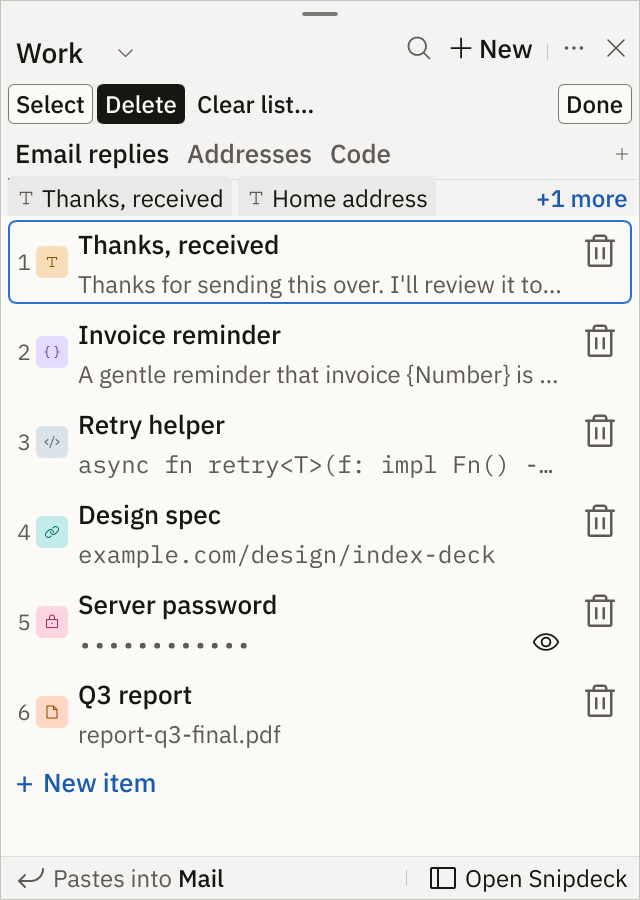 Work
+ New
Select Delete Clear list... Done
Email replies Addresses Code +
T Thanks, received T Home address +1 more
1 T Thanks, received
Thanks for sending this over. I'll review it to...
2 {} Invoice reminder
A gentle reminder that invoice {Number} is ...
3 </> Retry helper
async fn retry<T>(f: impl Fn() -...
4 Design spec
example.com/design/index-deck
5 Server password
••••••••••••
6 Q3 report
report-q3-final.pdf
+ New item
Pastes into Mail Open Snipdeck